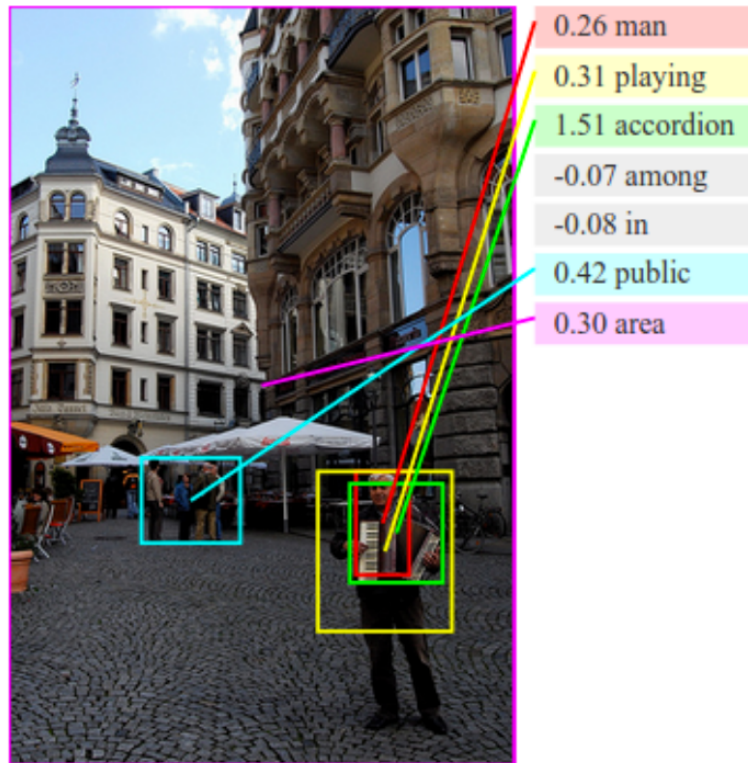 0.26 man
0.31 playing
1.51 accordion
-0.07 among
-0.08 in
0.42 public
0.30 area